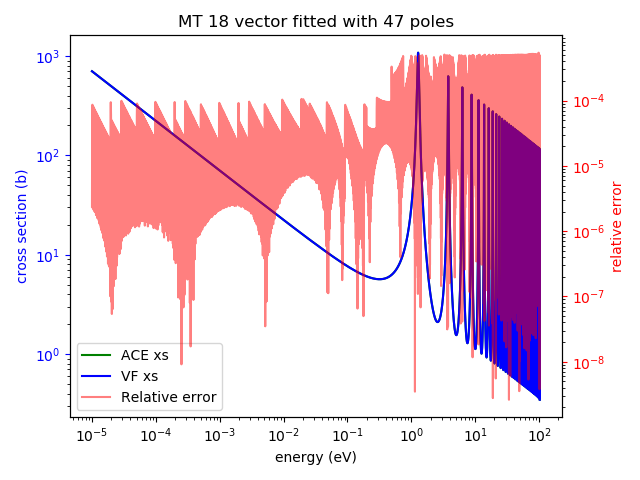 MT 18 vector fitted with 47 poles
cross section (b)
10³
10²
10¹
10⁰
10⁻⁴
10⁻⁵
10⁻⁶
10⁻⁷
10⁻⁸
relative error
ACE xs
VF xs
Relative error
10⁻⁵ 10⁻⁴ 10⁻³ 10⁻² 10⁻¹ 10⁰ 10¹ 10²
energy (eV)